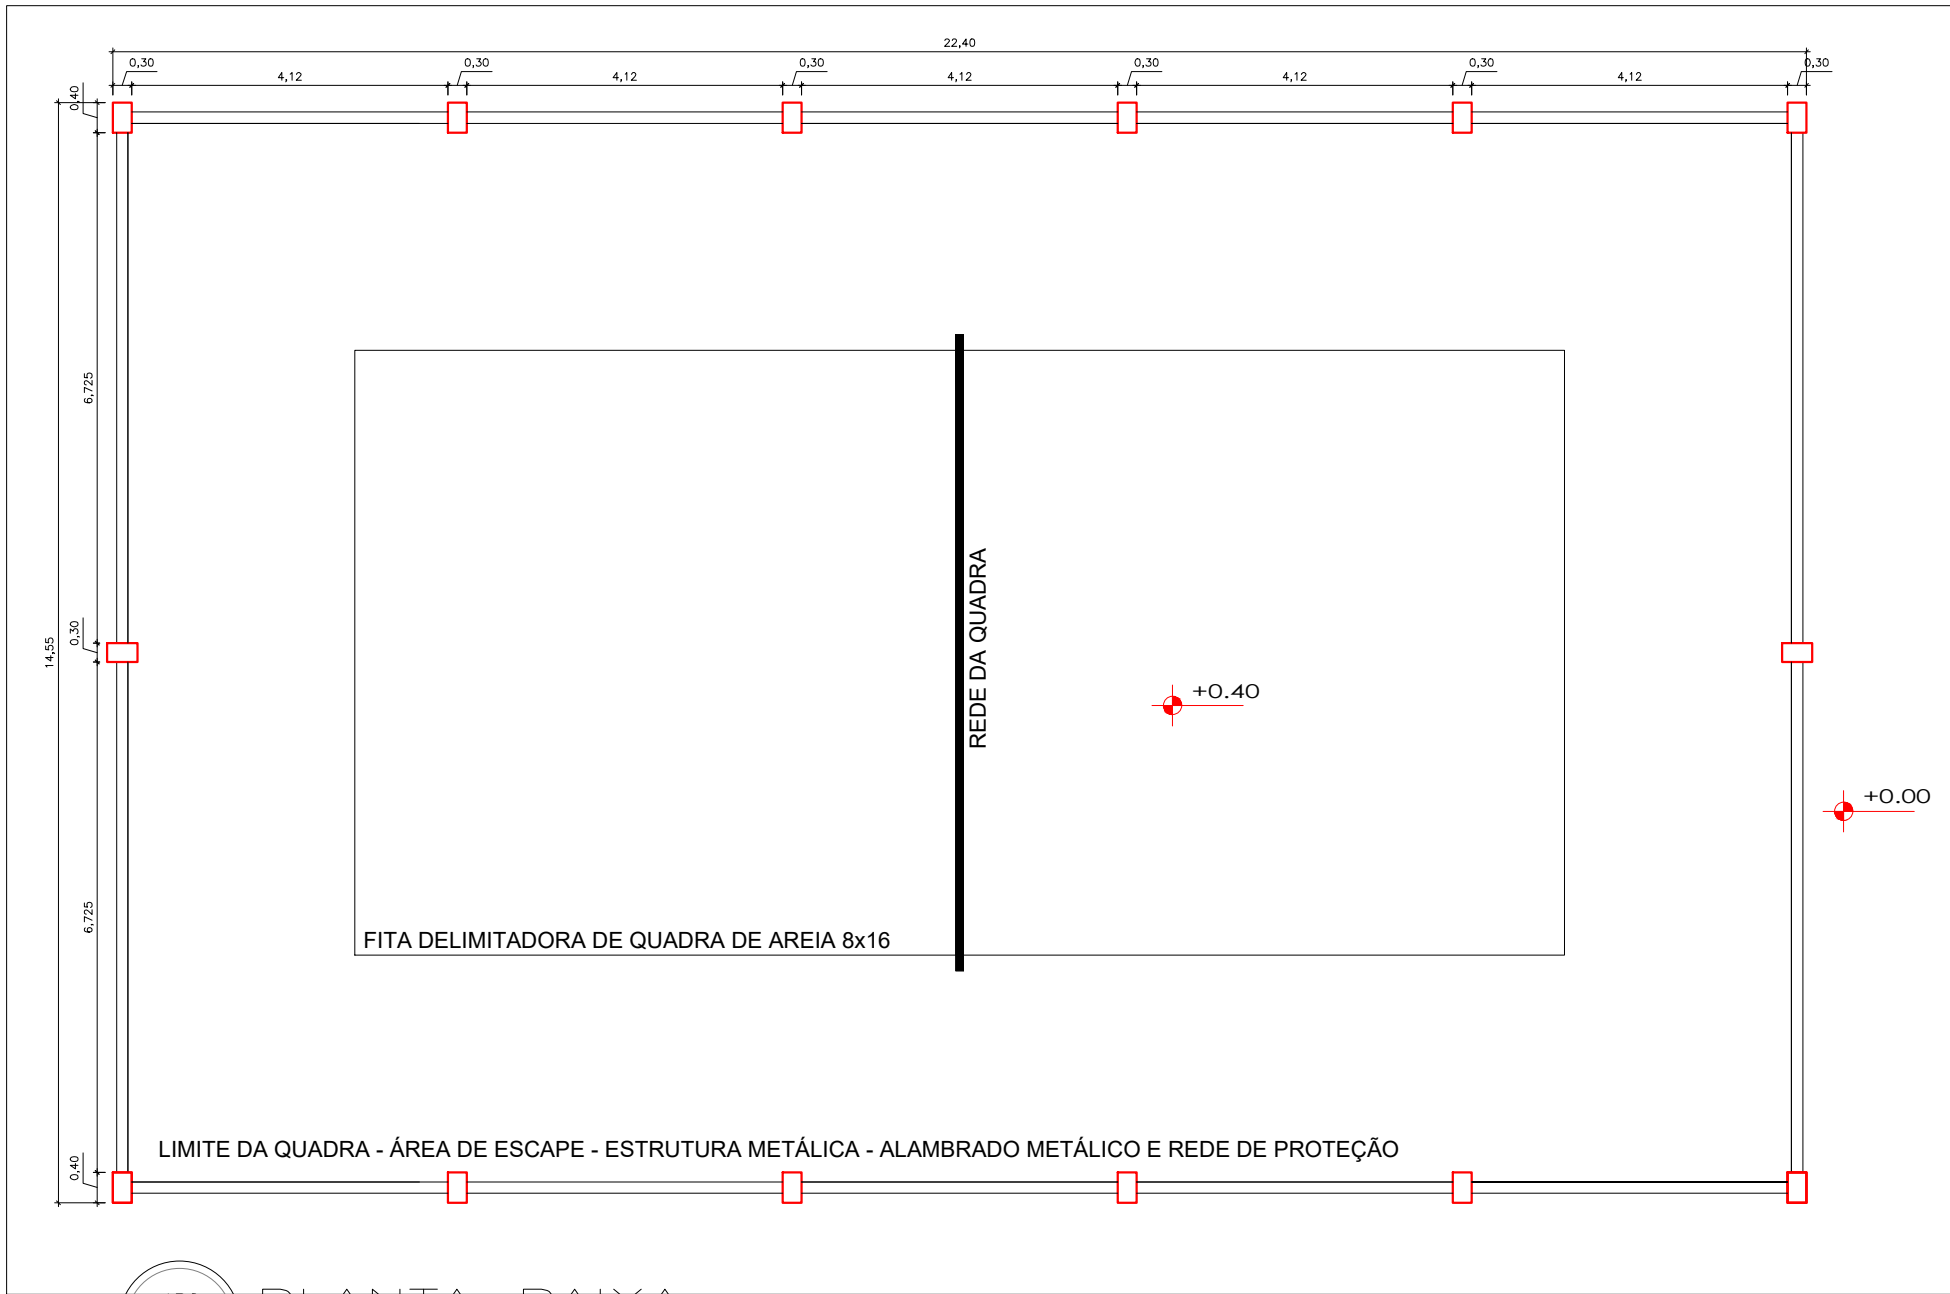 22,40
0,30 0,30 0,30 0,30 0,30 0,30
4,12 4,12 4,12 4,12 4,12
0,40
6,725
0,30
14,55
6,725
0,40
REDE DA QUADRA
+0.40
+0.00
FITA DELIMITADORA DE QUADRA DE AREIA 8x16
LIMITE DA QUADRA - ÁREA DE ESCAPE - ESTRUTURA METÁLICA - ALAMBRADO METÁLICO E REDE DE PROTEÇÃO
PLANTA BAIXA